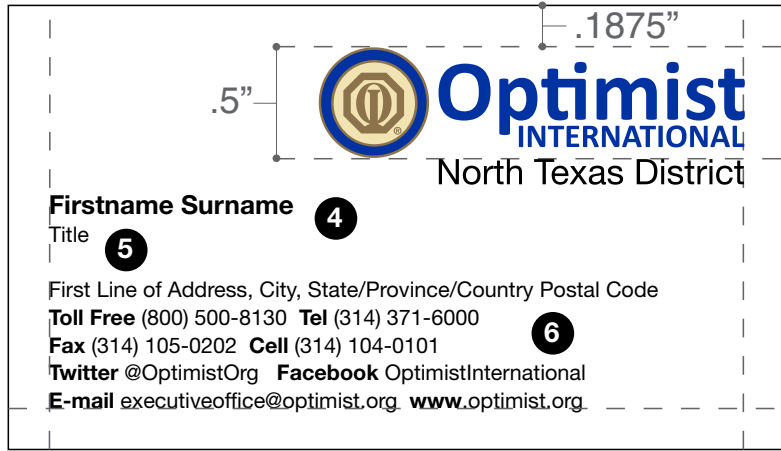 .1875”
.5”
Optimist
INTERNATIONAL
®
North Texas District
Firstname Surname
4
Title
5
First Line of Address, City, State/Province/Country Postal Code
Toll Free (800) 500-8130 Tel (314) 371-6000
6
Fax (314) 105-0202 Cell (314) 104-0101
Twitter @OptimistOrg Facebook OptimistInternational
E-mail executiveoffice@optimist.org www.optimist.org